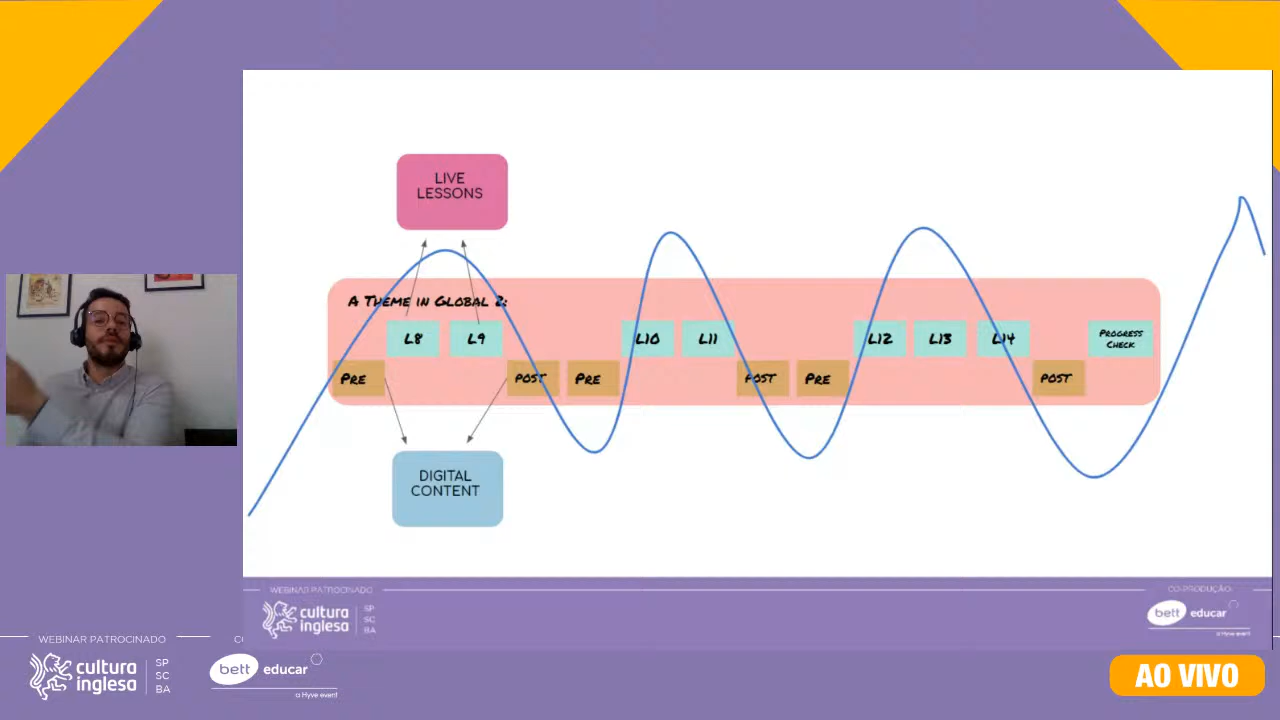 LIVE
LESSONS
A THEME IN GLOBAL 2:
L8
L9
L10
L11
L12
L13
L14
PROGRESS
CHECK
PRE
POST
PRE
POST
PRE
POST
DIGITAL
CONTENT
WEBINAR PATROCINADO
CO-PRODUÇÃO
cultura
inglesa
SP
SC
BA
bett educar
a Hyve event
WEBINAR PATROCINADO
C
cultura
inglesa
SP
SC
BA
bett educar
a Hyve event
AO VIVO